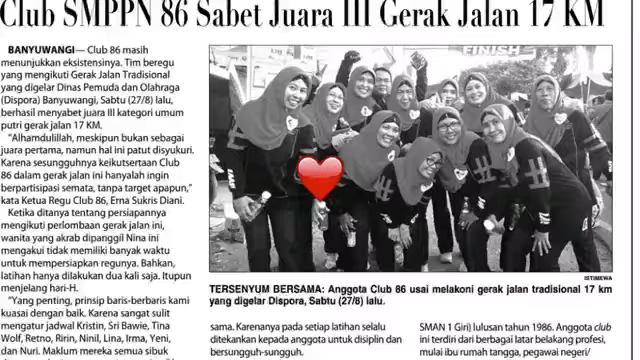 Club SMPPN 86 Sabet Juara III Gerak Jalan 17 KM
BANYUWANGI — Club 86 masih
menunjukkan eksistensinya. Tim beregu
yang mengikuti Gerak Jalan Tradisional
yang digelar Dinas Pemuda dan Olahraga
(Dispora) Banyuwangi, Sabtu (27/8) lalu,
berhasil menyabet juara III kategori umum
putri gerak jalan 17 KM.
"Alhamdulillah, meskipun bukan sebagai
juara pertama, namun hal ini patut disyukuri.
Karena sesungguhnya keikutsertaan Club
86 dalam gerak jalan ini hanyalah ingin
berpartisipasi semata, tanpa target apapun,"
kata Ketua Regu Club 86, Erna Sukris Diani.
Ketika ditanya tentang persiapannya
mengikuti perlombaan gerak jalan ini,
wanita yang akrab dipanggil Nina ini
mengakui tidak memiliki banyak waktu
untuk mempersiapkan regunya. Bahkan,
latihan hanya dilakukan dua kali saja. Itupun
menjelang hari-H.
"Yang penting, prinsip baris-berbaris kami
kuasai dengan baik. Karena sangat sulit
mengatur jadwal Kristin, Sri Bawie, Tina
Wolf, Retno, Ririn, Ninil, Lina, Irma, Yeni,
dan Nuri. Maklum mereka semua sibuk
FINISH
ISTIMEWA
TERSENYUM BERSAMA: Anggota Club 86 usai melakoni gerak jalan tradisional 17 km
yang digelar Dispora, Sabtu (27/8) lalu.
sama. Karenanya pada setiap latihan selalu
ditekankan kepada anggota untuk disiplin dan
bersungguh-sungguh.
SMAN 1 Giri) lulusan tahun 1986. Anggota club
ini terdiri dari berbagai latar belakang profesi,
mulai ibu rumah tangga, pegawai negeri/